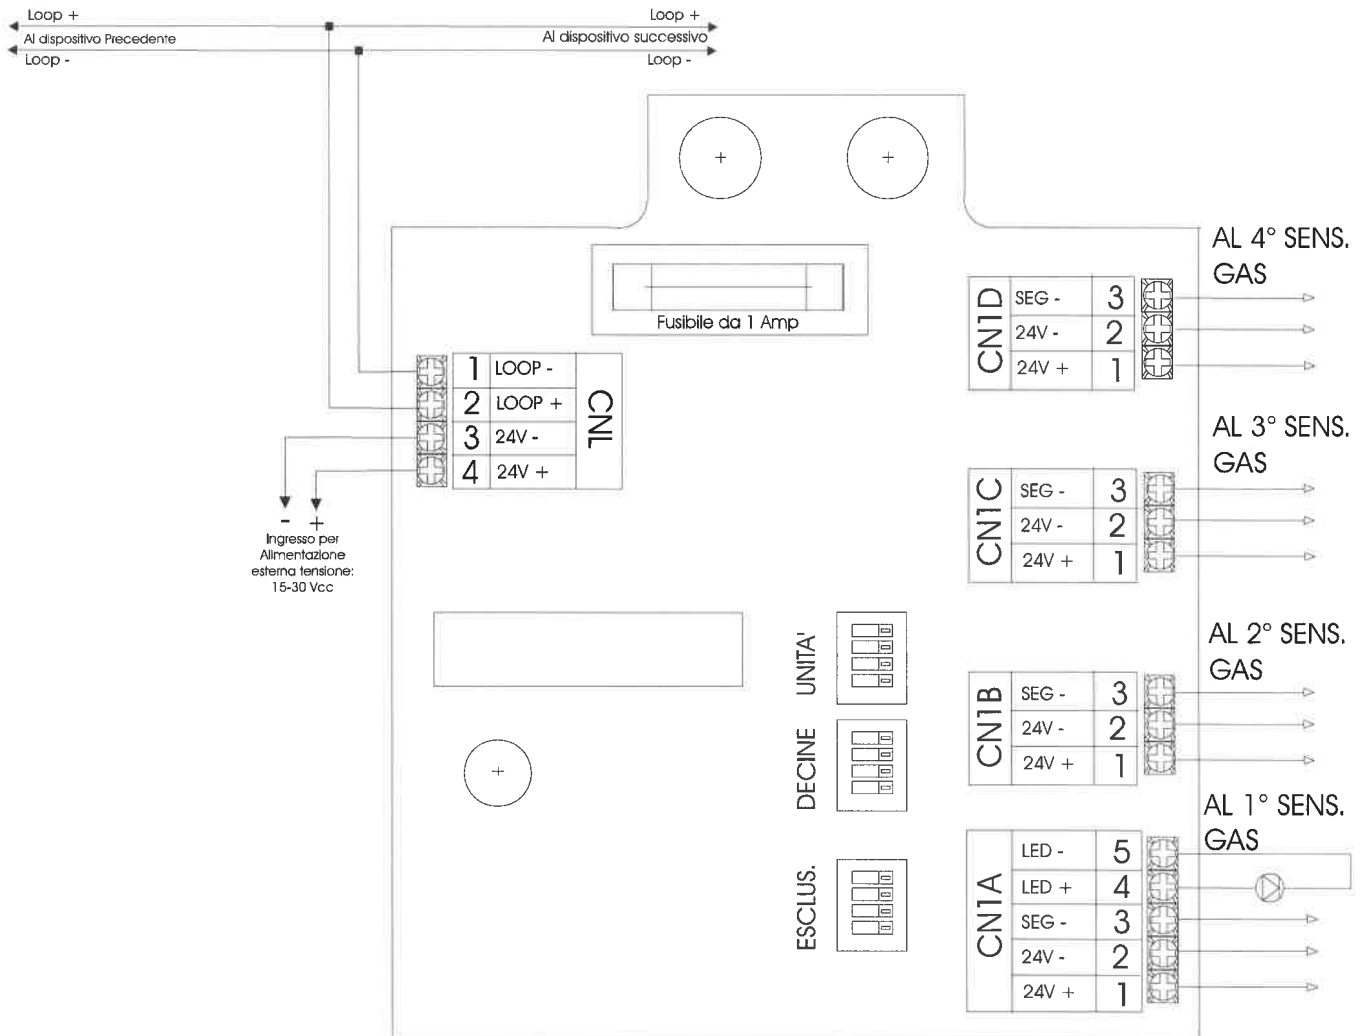 Loop +
Loop +
Al dispositivo Precedente
Al dispositivo successivo
Loop -
Loop -
Fusibile da 1 Amp
1 LOOP -
2 LOOP +
3 24V -
4 24V +
CNL
- +
Ingresso per
Alimentazione
esterna tensione:
15-30 Vcc
AL 4° SENS.
GAS
CN1D
SEG - 3
24V - 2
24V + 1
AL 3° SENS.
GAS
CN1C
SEG - 3
24V - 2
24V + 1
AL 2° SENS.
GAS
CN1B
SEG - 3
24V - 2
24V + 1
AL 1° SENS.
GAS
CN1A
LED - 5
LED + 4
SEG - 3
24V - 2
24V + 1
UNITA'
DECINE
ESCLUS.